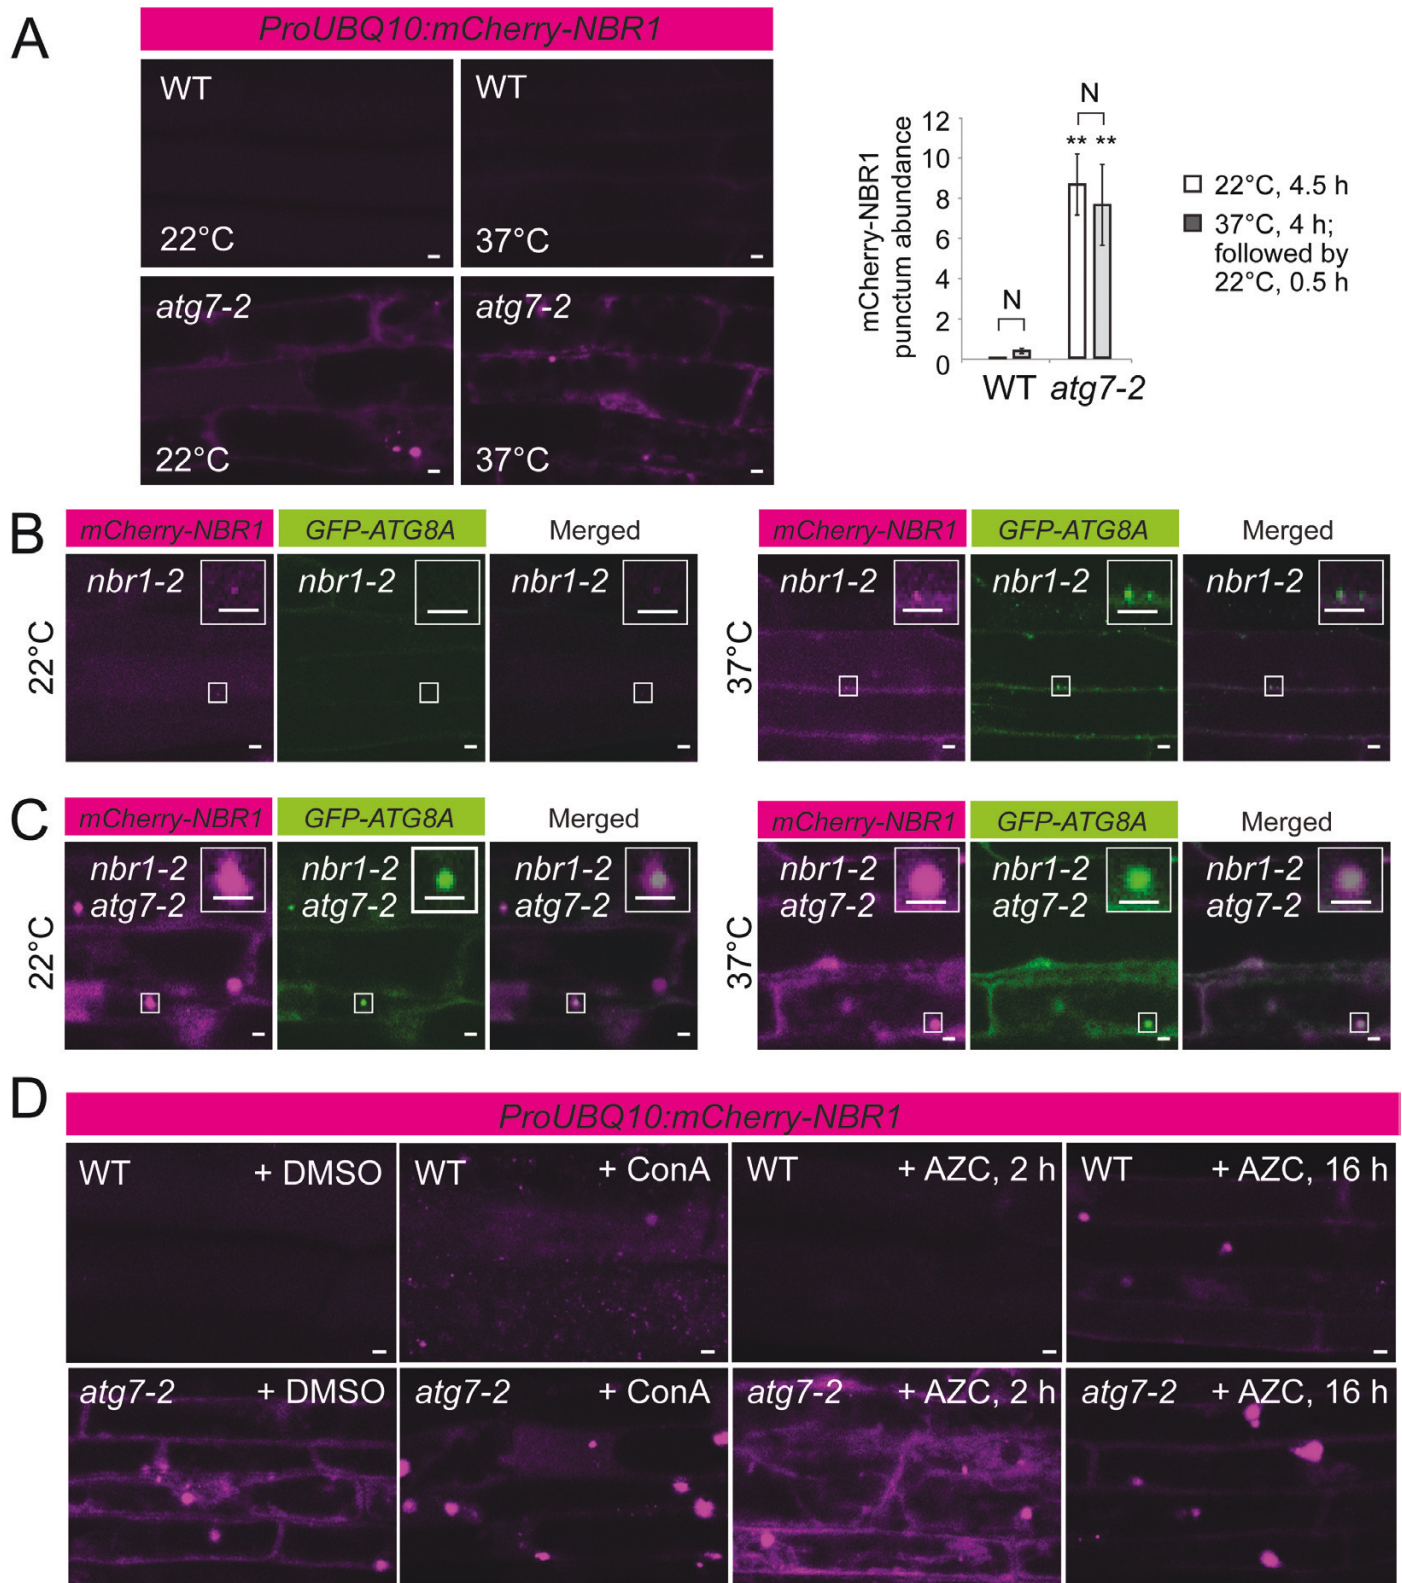 A
ProUBQ10:mCherry-NBR1
WT
22°C
WT
37°C
atg7-2
22°C
atg7-2
37°C
mCherry-NBR1
punctum abundance
12
10
8
6
4
2
0
N
N
** **
WT atg7-2
22°C, 4.5 h
37°C, 4 h;
followed by
22°C, 0.5 h
B
mCherry-NBR1 GFP-ATG8A Merged
22°C
nbr1-2 nbr1-2 nbr1-2
mCherry-NBR1 GFP-ATG8A Merged
37°C
nbr1-2 nbr1-2 nbr1-2
C
mCherry-NBR1 GFP-ATG8A Merged
22°C
nbr1-2 nbr1-2 nbr1-2
atg7-2 atg7-2 atg7-2
mCherry-NBR1 GFP-ATG8A Merged
37°C
nbr1-2 nbr1-2 nbr1-2
atg7-2 atg7-2 atg7-2
D
ProUBQ10:mCherry-NBR1
WT + DMSO
WT + ConA
WT + AZC, 2 h
WT + AZC, 16 h
atg7-2 + DMSO
atg7-2 + ConA
atg7-2 + AZC, 2 h
atg7-2 + AZC, 16 h